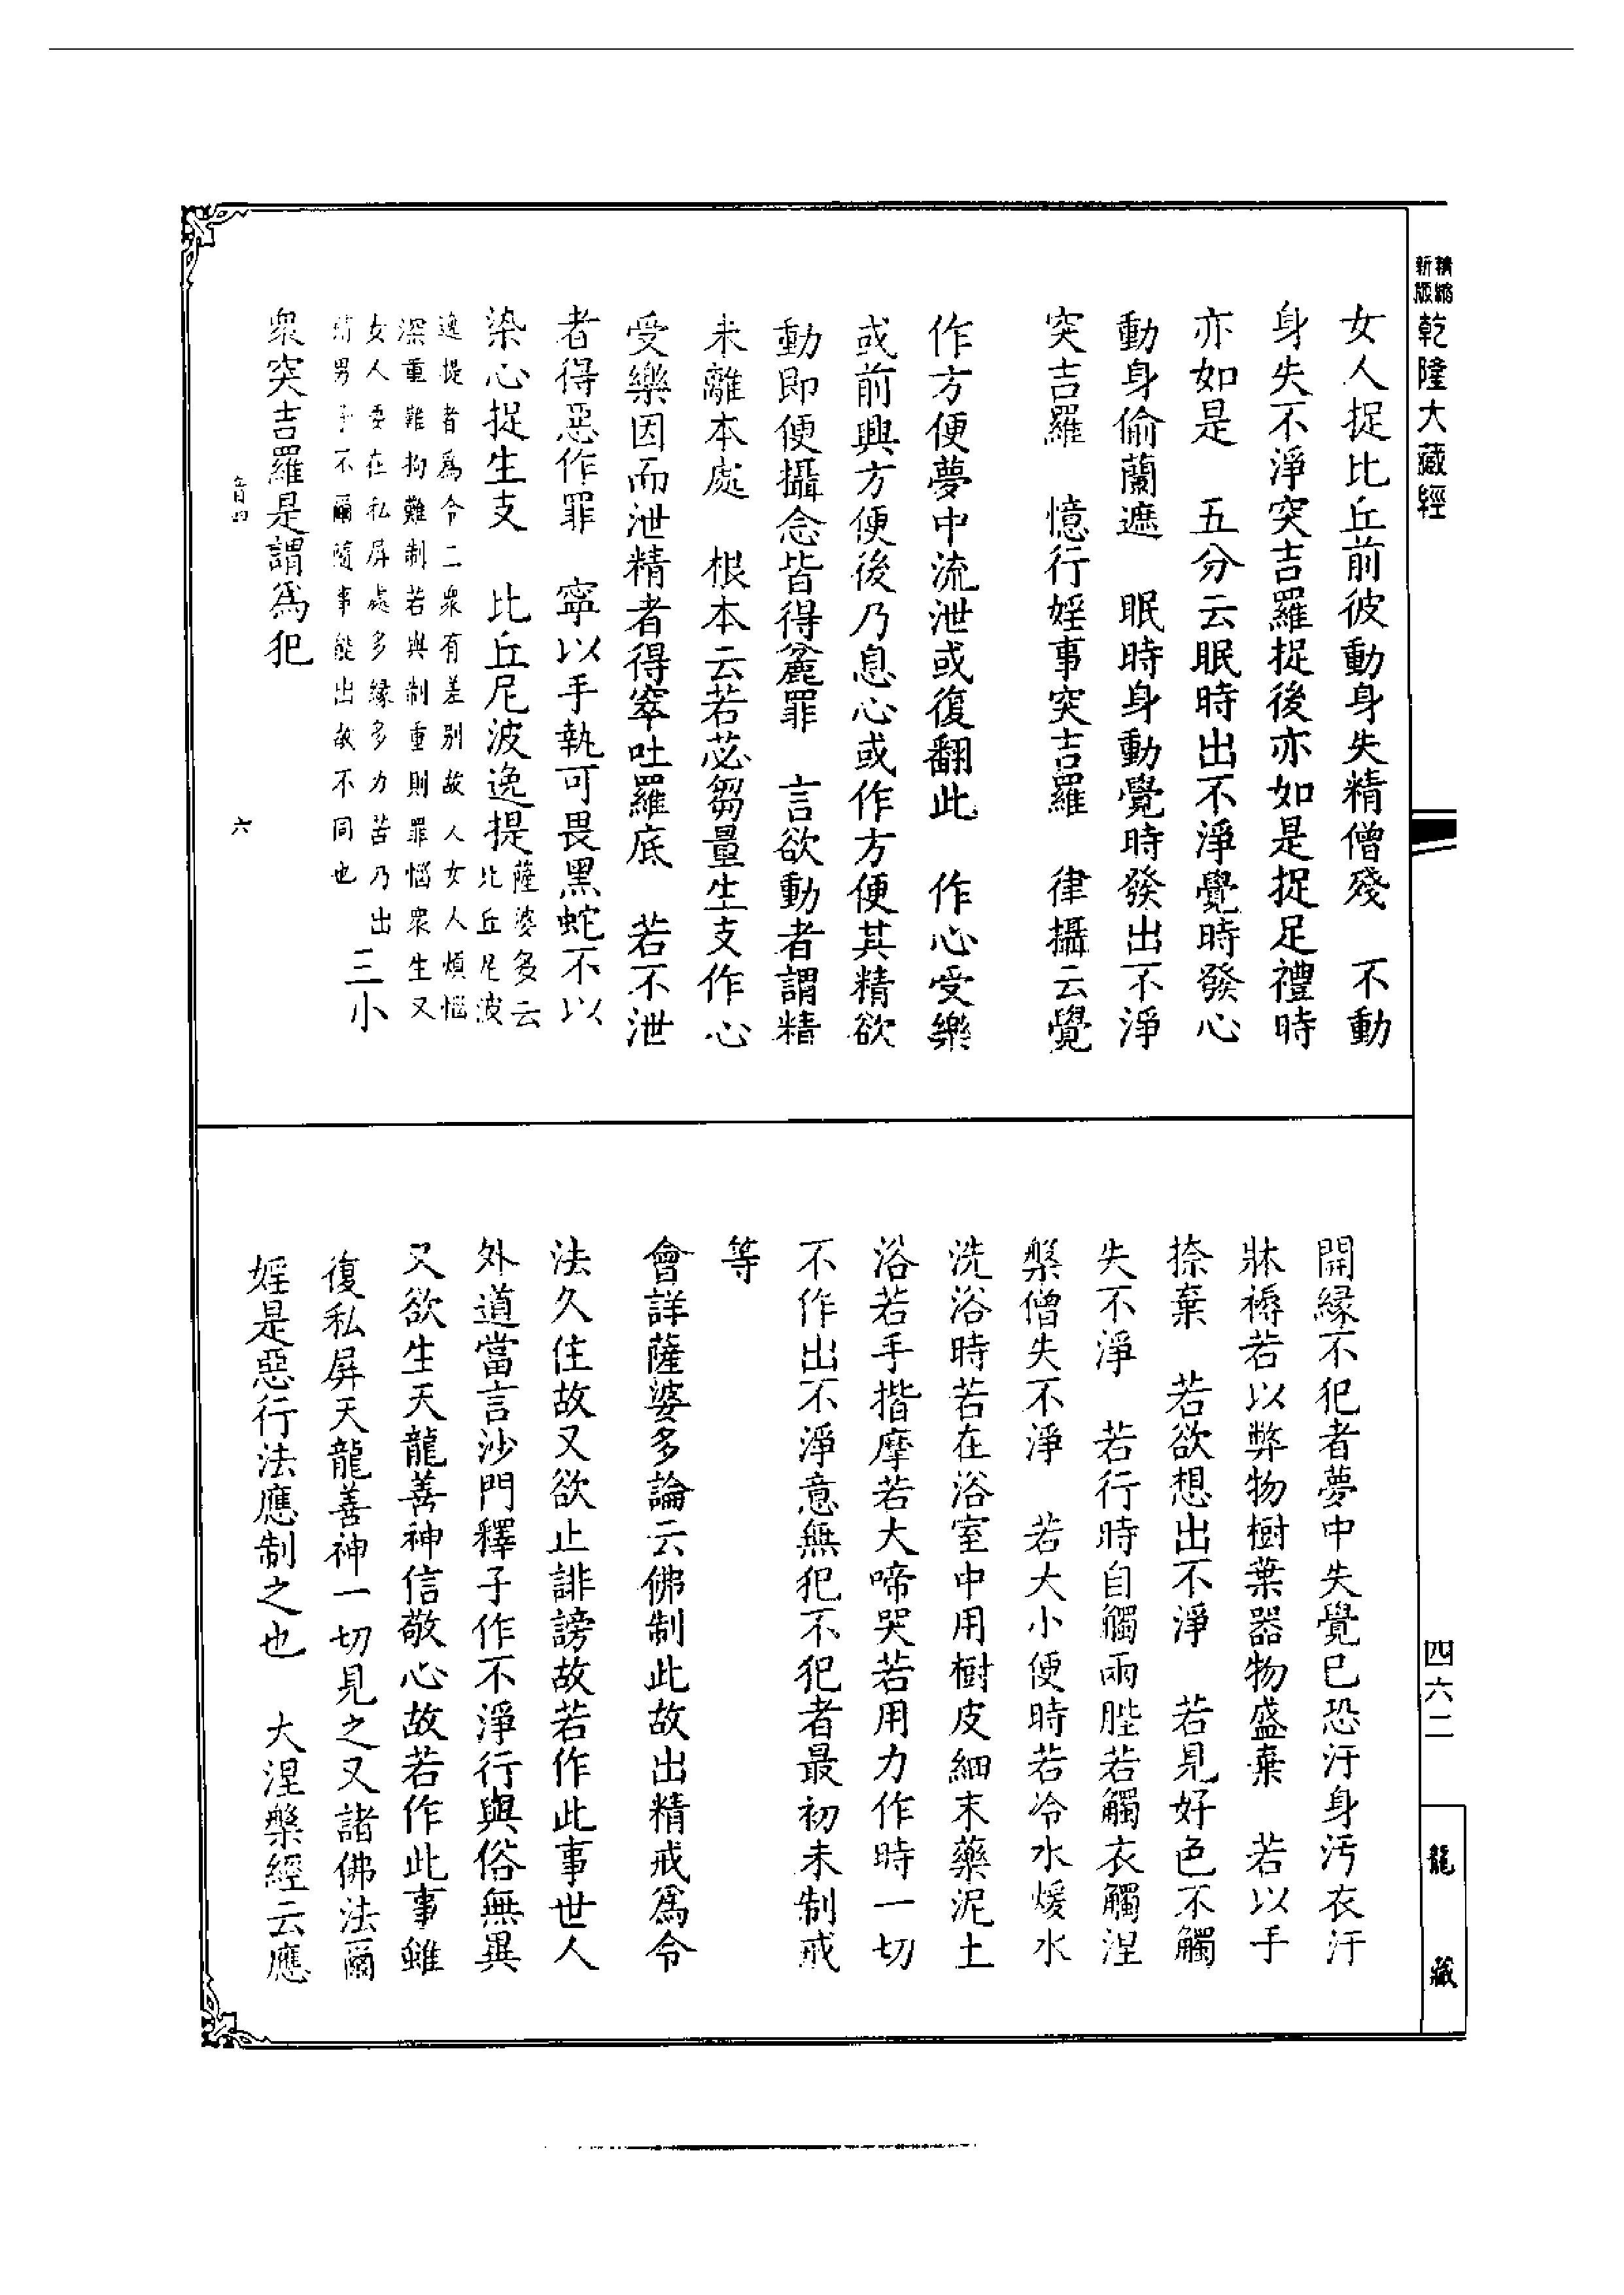 精縮
新版
乾隆大藏經
女人捉比丘前彼動身失精僧殘　不動
身失不淨突吉羅捉後亦如是捉足禮時
亦如是　五分云眠時出不淨覺時發心
動身偷蘭遮　眠時身動覺時發出不淨
突吉羅　憶行婬事突吉羅　律攝云覺
作方便夢中流泄或復翻此　作心受樂
或前興方便後乃息心或作方便其精欲
動即便攝念皆得麄罪　言欲動者謂精
未離本處　根本云若苾芻量生支作心
受樂因而泄精者得窣吐羅底　若不泄
者得惡作罪　寧以手執可畏黑蛇不以
染心捉生支　比丘尼波逸提薩婆多云
比丘尼波
逸提者爲令二衆有差別故人女人煩惱
深重難拘難制若與制重則罪惱衆生又
女人要在私屏處多緣多力苦乃出
精男子不爾隨事能出故不同也
三小
衆突吉羅是謂爲犯
音四
六
開緣不犯者夢中失覺已恐汙身汚衣汙
牀褥若以弊物樹葉器物盛棄　若以手
捺棄　若欲想出不淨　若見好色不觸
失不淨　若行時自觸兩䏶若觸衣觸涅
槃僧失不淨　若大小便時若冷水煖水
洗浴時若在浴室中用樹皮細末藥泥土
浴若手揩摩若大啼哭若用力作時一切
不作出不淨意無犯不犯者最初未制戒
等
會詳薩婆多論云佛制此故出精戒爲令
法久住故又欲止誹謗故若作此事世人
外道當言沙門釋子作不淨行與俗無異
又欲生天龍善神信敬心故若作此事雖
復私屏天龍善神一切見之又諸佛法爾
婬是惡行法應制之也　大涅槃經云應
四六二
龍藏